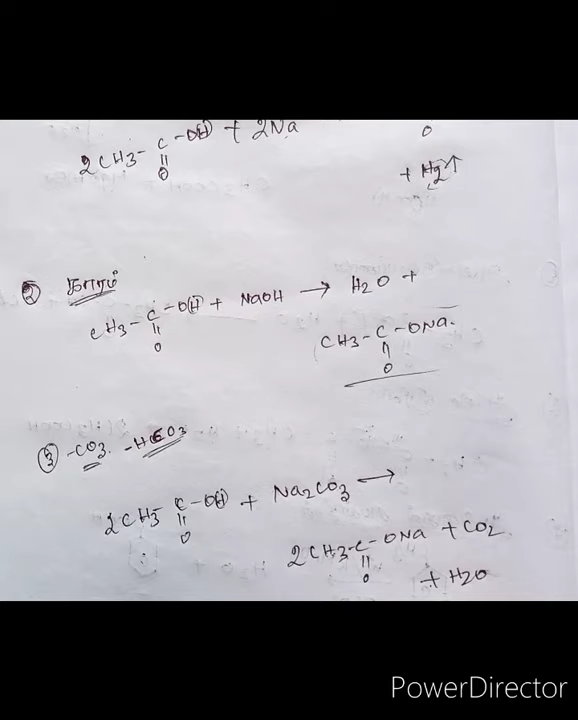 2CH3-C-OH + 2Na
O
O
+ H2↑
② காரம்
CH3-C-OH + NaOH → H2O +
O
CH3-C-ONa.
O
③ -CO3. -HCO3
2CH3-C-OH + Na2CO3 →
O
2CH3-C-ONa + CO2
O
+ H2O
PowerDirector